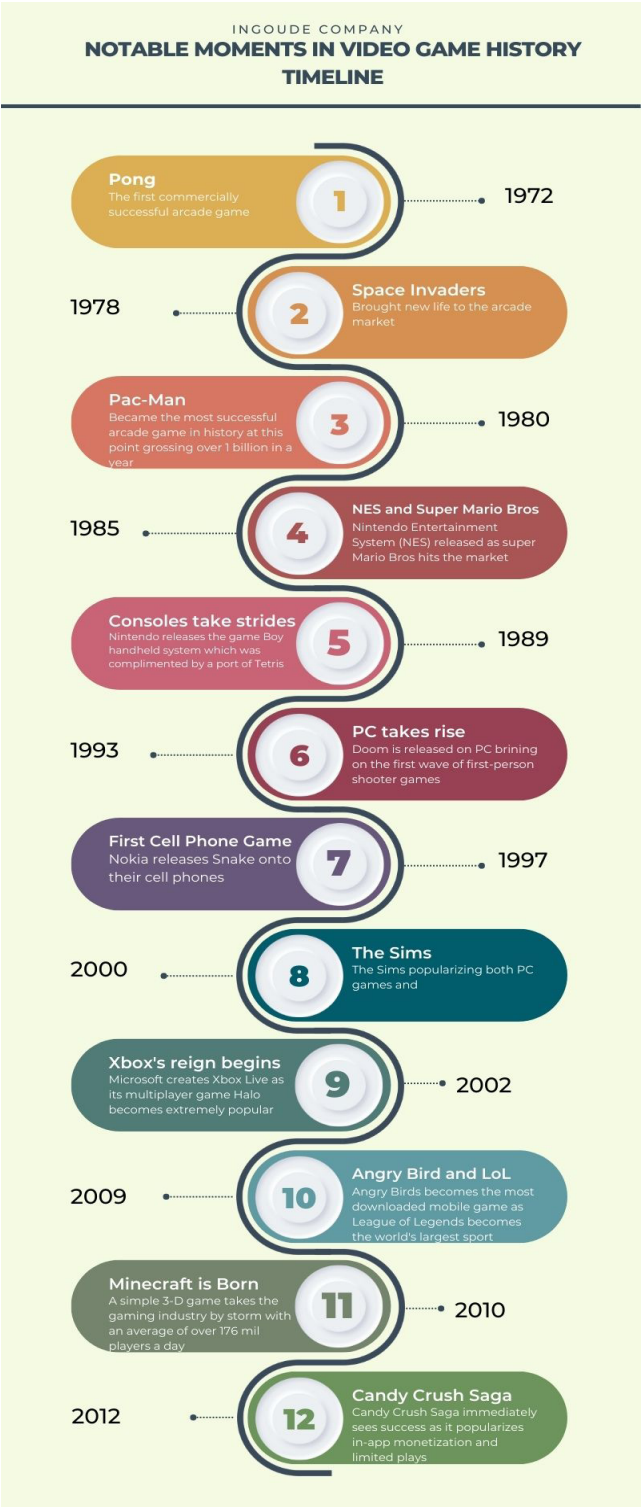 INGOUDE COMPANY
NOTABLE MOMENTS IN VIDEO GAME HISTORY
TIMELINE
Pong
The first commercially
successful arcade game
1
1972
1978
2
Space Invaders
Brought new life to the arcade
market
Pac-Man
Became the most successful
arcade game in history at this
point grossing over 1 billion in a
year
3
1980
1985
4
NES and Super Mario Bros
Nintendo Entertainment
System (NES) released as super
Mario Bros hits the market
Consoles take strides
Nintendo releases the game Boy
handheld system which was
complimented by a port of Tetris
5
1989
1993
6
PC takes rise
Doom is released on PC brining
on the first wave of first-person
shooter games
First Cell Phone Game
Nokia releases Snake onto
their cell phones
7
1997
2000
8
The Sims
The Sims popularizing both PC
games and
Xbox's reign begins
Microsoft creates Xbox Live as
its multiplayer game Halo
becomes extremely popular
9
2002
2009
10
Angry Bird and LoL
Angry Birds becomes the most
downloaded mobile game as
League of Legends becomes
the world's largest sport
Minecraft is Born
A simple 3-D game takes the
gaming industry by storm with
an average of over 176 mil
players a day
11
2010
2012
12
Candy Crush Saga
Candy Crush Saga immediately
sees success as it popularizes
in-app monetization and
limited plays